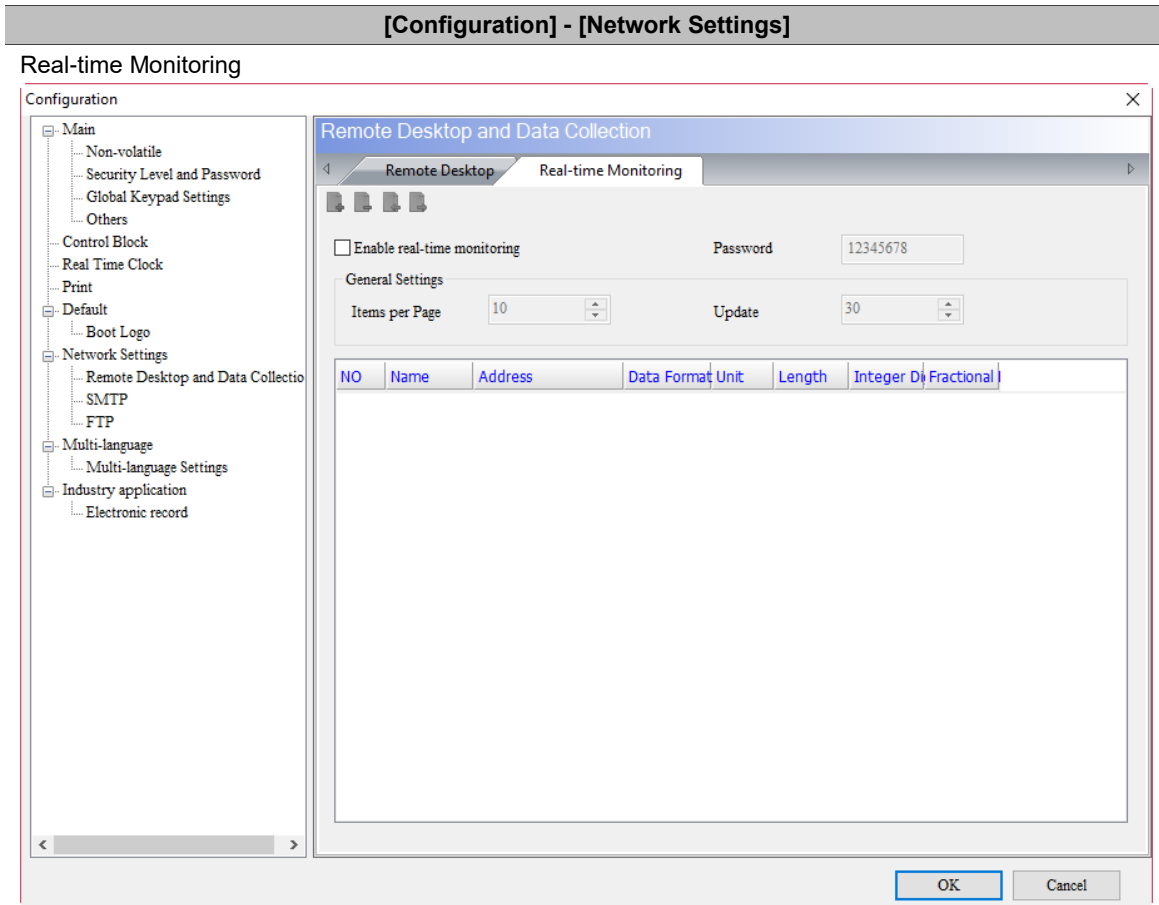 [Configuration] - [Network Settings]
Real-time Monitoring
Configuration
Main
Non-volatile
Security Level and Password
Global Keypad Settings
Others
Control Block
Real Time Clock
Print
Default
Boot Logo
Network Settings
Remote Desktop and Data Collectio
SMTP
FTP
Multi-language
Multi-language Settings
Industry application
Electronic record
Remote Desktop and Data Collection
Remote Desktop Real-time Monitoring
Enable real-time monitoring Password 12345678
General Settings
Items per Page 10 Update 30
NO Name Address Data Format Unit Length Integer Di Fractional
OK Cancel